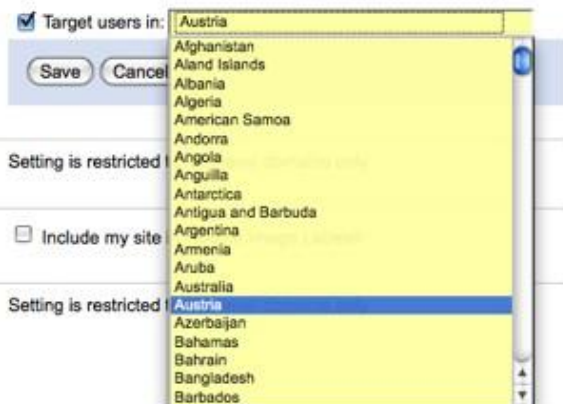 Target users in: Austria
Afghanistan
Aland Islands
Save Cancel
Albania
Algeria
American Samoa
Andorra
Setting is restricted
Angola
Anguilla
Antarctica
Antigua and Barbuda
Include my site
Argentina
Armenia
Aruba
Australia
Setting is restricted
Austria
Azerbaijan
Bahamas
Bahrain
Bangladesh
Barbados